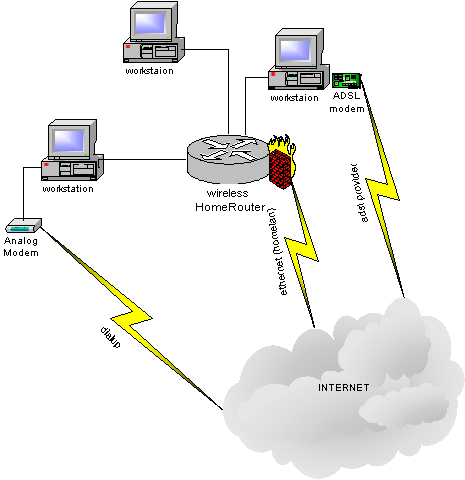 workstaion
workstaion
ADSL
modem
workstation
wireless
HomeRouter
Analog
Modem
adsl provider
ethernet (homelan)
dialup
INTERNET